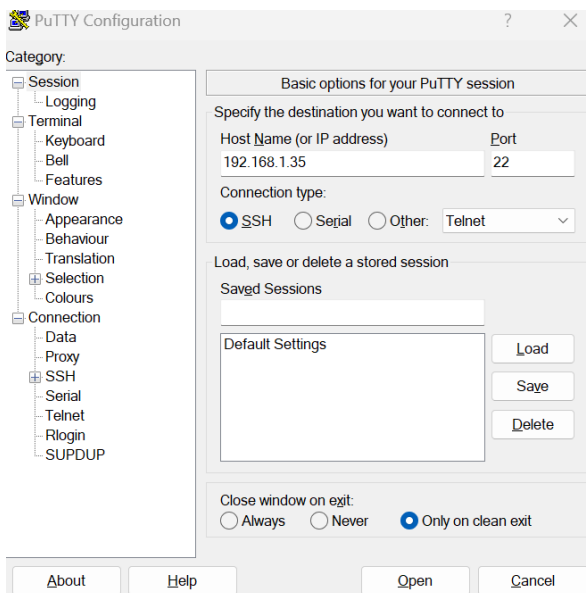 PuTTY Configuration
?
Category:
Session
Logging
Terminal
Keyboard
Bell
Features
Window
Appearance
Behaviour
Translation
Selection
Colours
Connection
Data
Proxy
SSH
Serial
Telnet
Rlogin
SUPDUP
Basic options for your PuTTY session
Specify the destination you want to connect to
Host Name (or IP address) Port
192.168.1.35 22
Connection type:
SSH Serial Other: Telnet
Load, save or delete a stored session
Saved Sessions
Default Settings
Load
Save
Delete
Close window on exit:
Always Never Only on clean exit
About Help Open Cancel